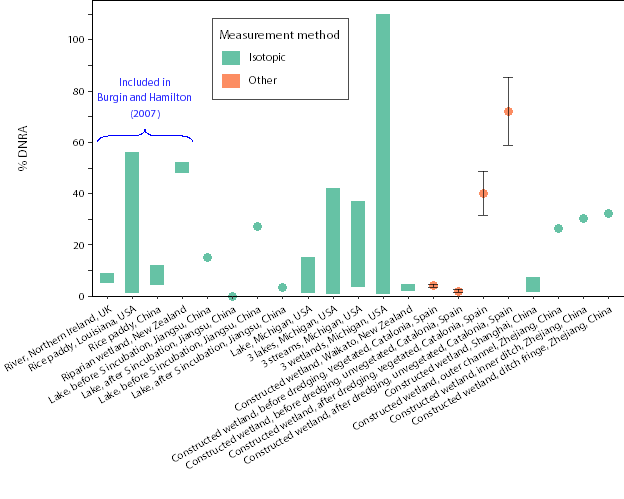 Measurement method
Isotopic
Other
Included in
Burgin and Hamilton
(2007)
% DNRA
100
80
60
40
20
0
River, Northern Ireland, UK
Rice paddy, Louisiana, USA
Rice paddy, China
Riparian wetland, New Zealand
Lake, before S incubation, Jiangsu, China
Lake, after S incubation, Jiangsu, China
Lake, before S incubation, Jiangsu, China
Lake, after S incubation, Jiangsu, China
Lake, Michigan, USA
3 lakes, Michigan, USA
3 streams, Michigan, USA
3 wetlands, Michigan, USA
Constructed wetland, Waikato, New Zealand
Constructed wetland, before dredging, vegetated, Catalonia, Spain
Constructed wetland, before dredging, unvegetated, Catalonia, Spain
Constructed wetland, after dredging, vegetated, Catalonia, Spain
Constructed wetland, after dredging, unvegetated, Catalonia, Spain
Constructed wetland, Shanghai, China
Constructed wetland, outer channel, Zhejiang, China
Constructed wetland, inner ditch, Zhejiang, China
Constructed wetland, ditch fringe, Zhejiang, China